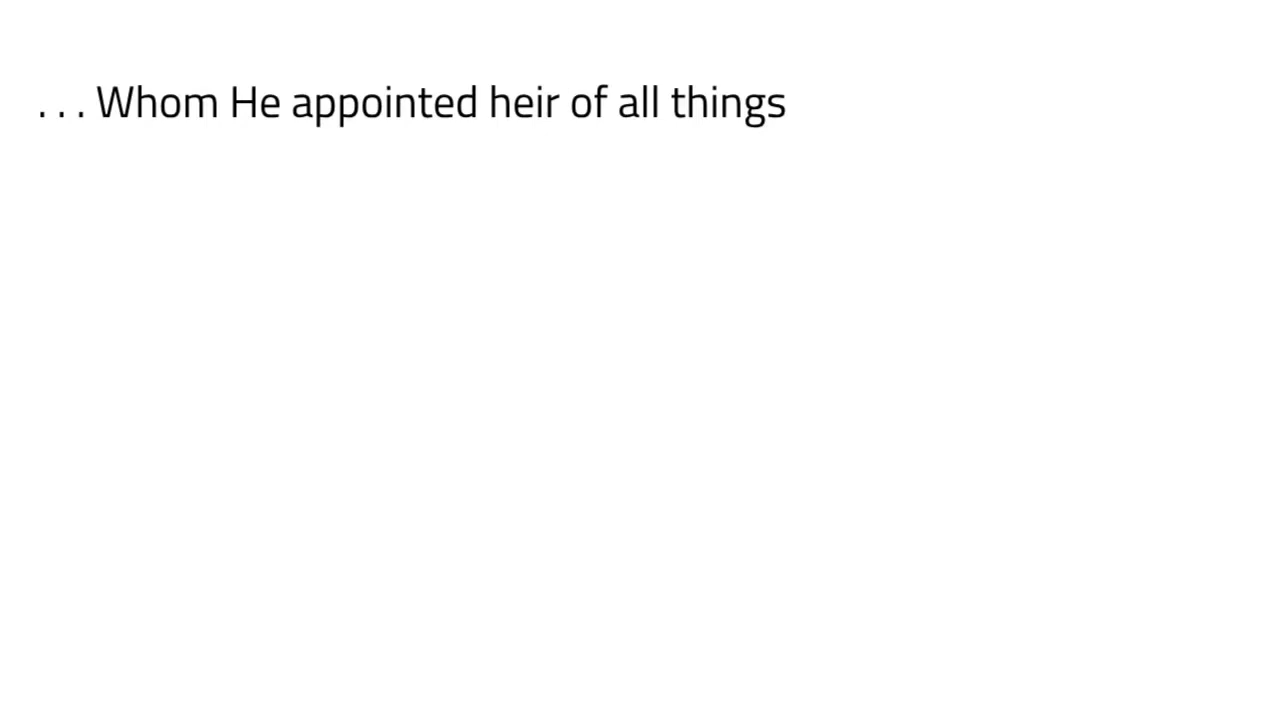 . . . Whom He appointed heir of all things